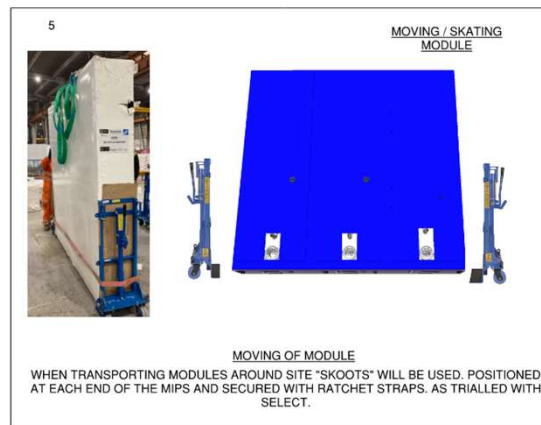 5
MOVING / SKATING
MODULE
MOVING OF MODULE
WHEN TRANSPORTING MODULES AROUND SITE "SKOOTS" WILL BE USED. POSITIONED
AT EACH END OF THE MIPS AND SECURED WITH RATCHET STRAPS. AS TRIALLED WITH
SELECT.